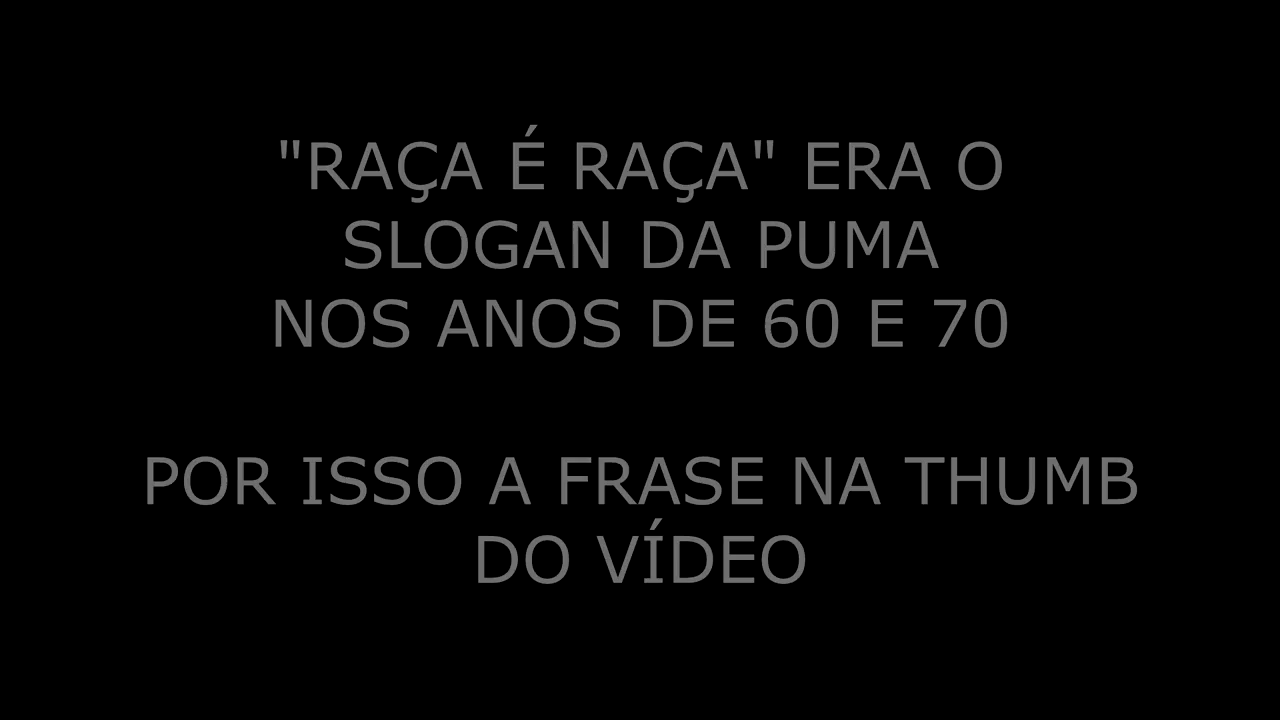 "RAÇA É RAÇA" ERA O
SLOGAN DA PUMA
NOS ANOS DE 60 E 70
POR ISSO A FRASE NA THUMB
DO VÍDEO